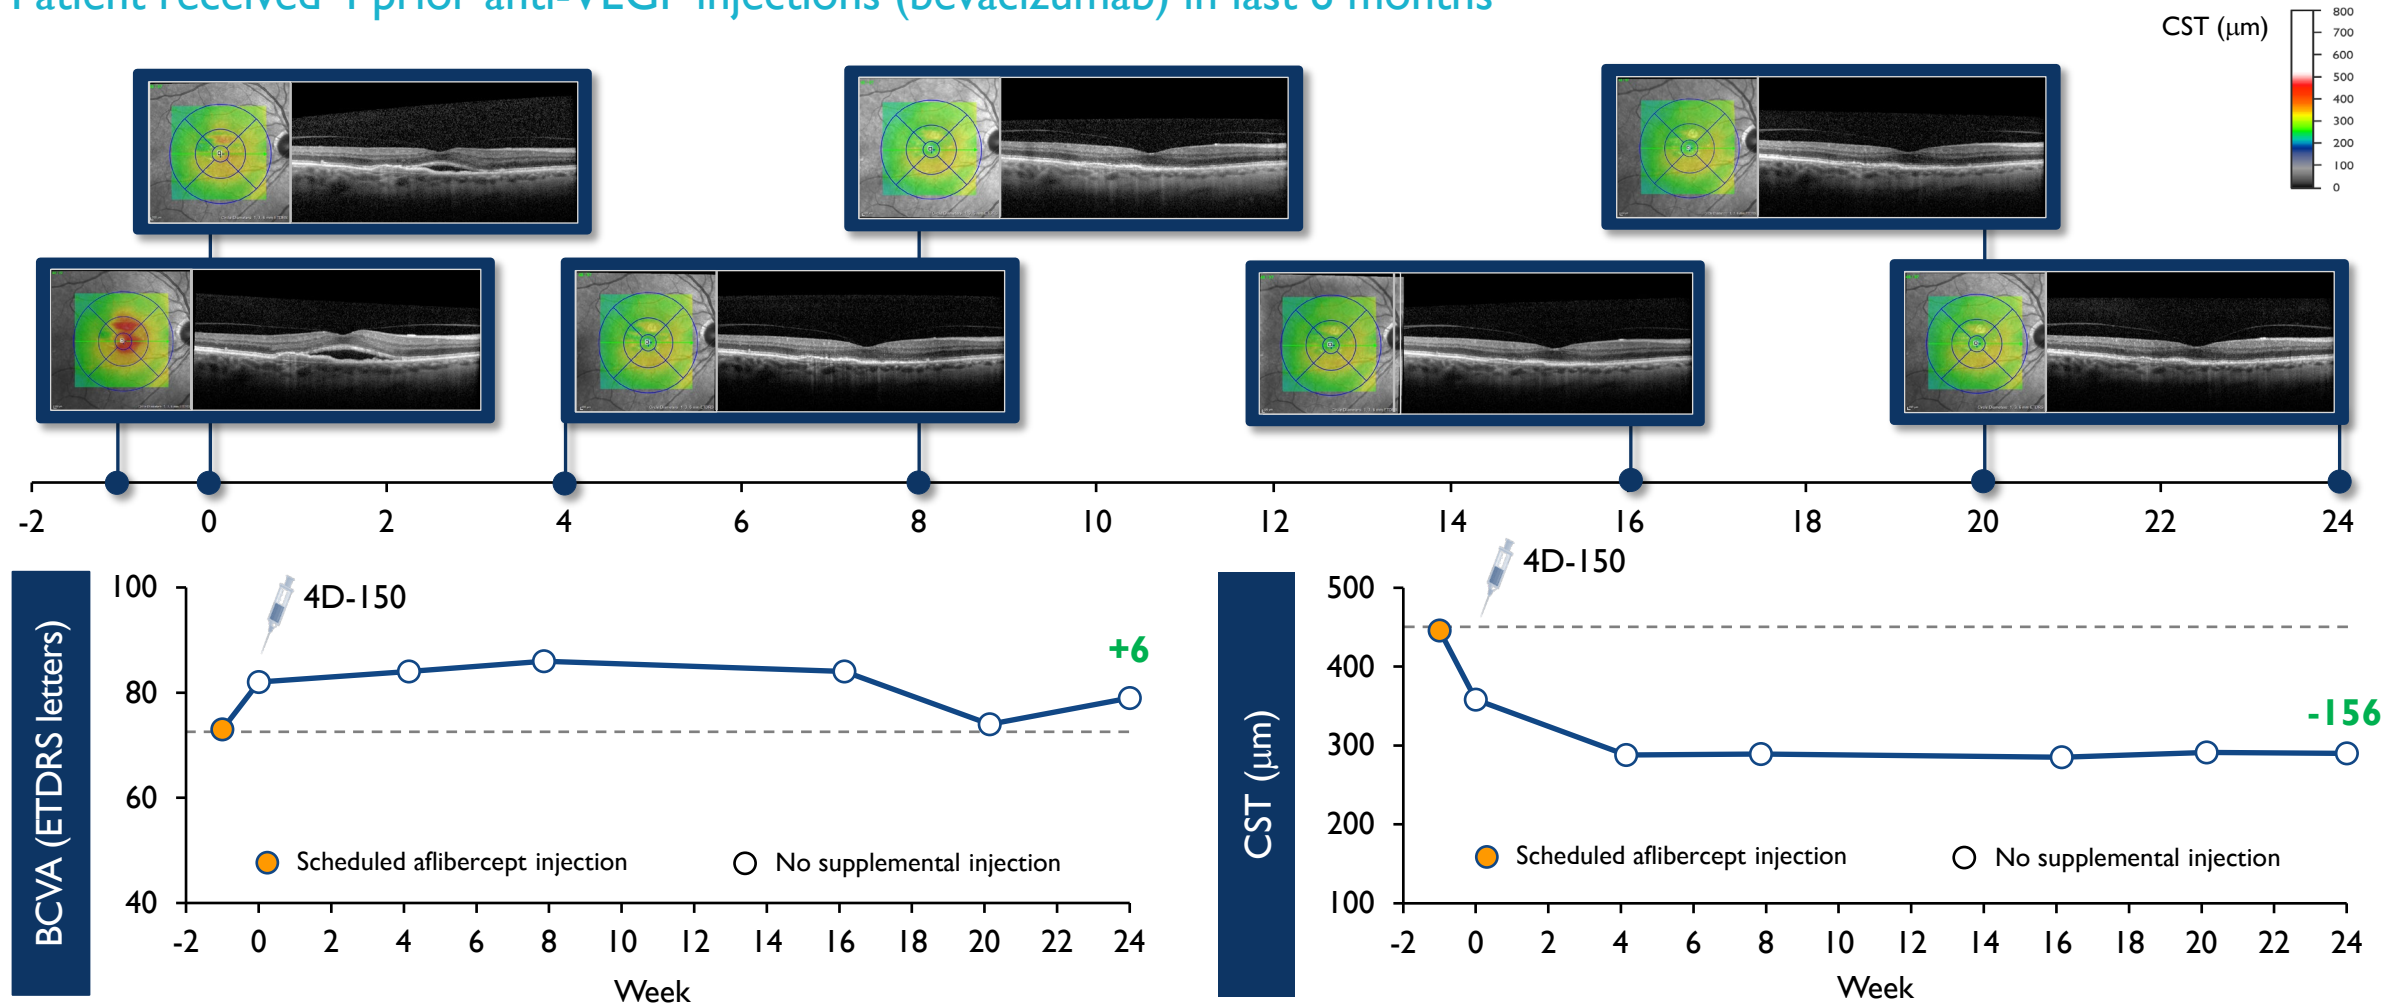 Patient received 4 prior anti-VEGF injections (bevacizumab) in last 6 months
CST (µm)
800
700
600
500
400
300
200
100
0
-2 0 2 4 6 8 10 12 14 16 18 20 22 24
BCVA (ETDRS letters)
100
80
60
40
4D-150
+6
Scheduled aflibercept injection
No supplemental injection
-2 0 2 4 6 8 10 12 14 16 18 20 22 24
Week
CST (µm)
500
400
300
200
100
4D-150
-156
Scheduled aflibercept injection
No supplemental injection
-2 0 2 4 6 8 10 12 14 16 18 20 22 24
Week